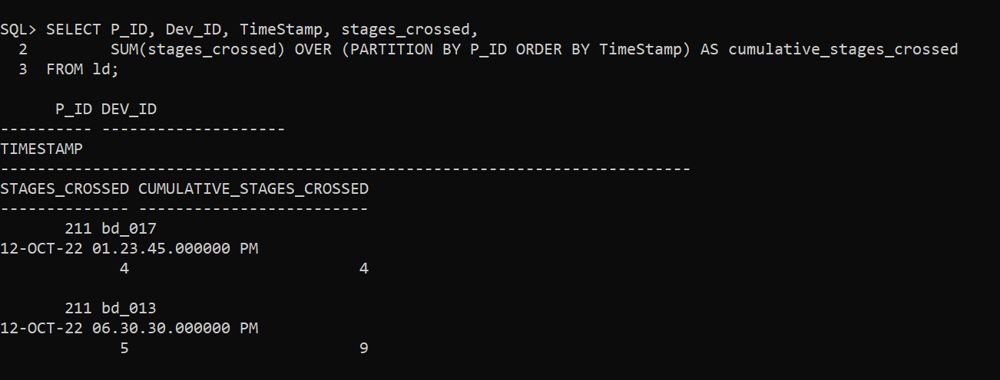 SQL> SELECT P_ID, Dev_ID, TimeStamp, stages_crossed,
  2         SUM(stages_crossed) OVER (PARTITION BY P_ID ORDER BY TimeStamp) AS cumulative_stages_crossed
  3  FROM ld;
      P_ID DEV_ID
---------- --------------------
TIMESTAMP
---------------------------------------------------------------------------
STAGES_CROSSED CUMULATIVE_STAGES_CROSSED
-------------- -------------------------
       211 bd_017
12-OCT-22 01.23.45.000000 PM
             4                         4
       211 bd_013
12-OCT-22 06.30.30.000000 PM
             5                         9